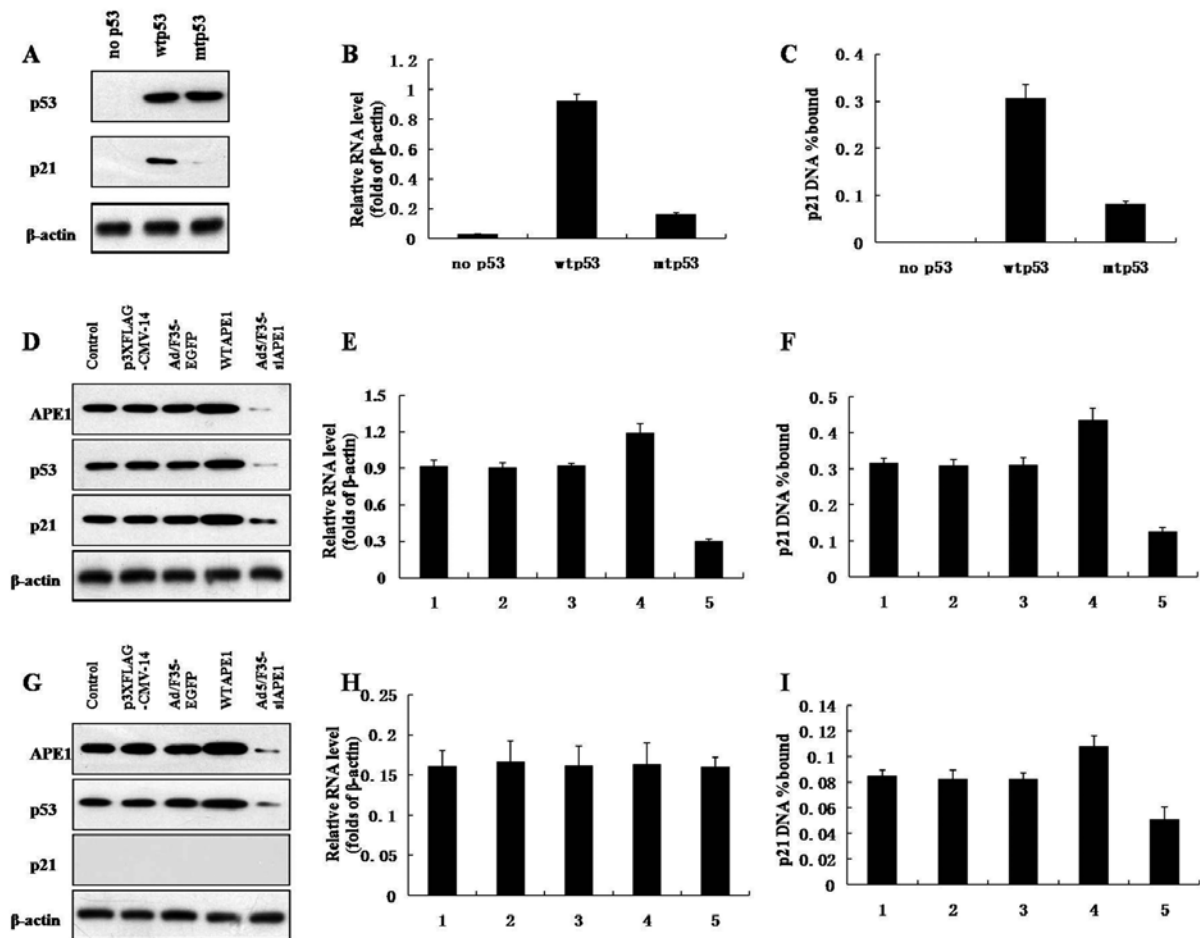 A
no p53
wtp53
mtp53
p53
p21
β-actin
B
Relative RNA level
(folds of β-actin)
1.2
1
0.8
0.6
0.4
0.2
0
no p53
wtp53
mtp53
C
p21 DNA %bound
0.4
0.3
0.2
0.1
0
no p53
wtp53
mtp53
D
Control
p3XFLAG
-CMV-14
Ad/F35-
EGFP
WTAPE1
Ad5/F35-
siAPE1
APE1
p53
p21
β-actin
E
Relative RNA level
(folds of β-actin)
1.5
1.2
0.9
0.6
0.3
0
1 2 3 4 5
F
p21 DNA %bound
0.5
0.4
0.3
0.2
0.1
0
1 2 3 4 5
G
Control
p3XFLAG
-CMV-14
Ad/F35-
EGFP
WTAPE1
Ad5/F35-
siAPE1
APE1
p53
p21
β-actin
H
Relative RNA level
(folds of β-actin)
0.25
0.2
0.15
0.1
0.05
0
1 2 3 4 5
I
p21 DNA %bound
0.14
0.12
0.1
0.08
0.06
0.04
0.02
0
1 2 3 4 5